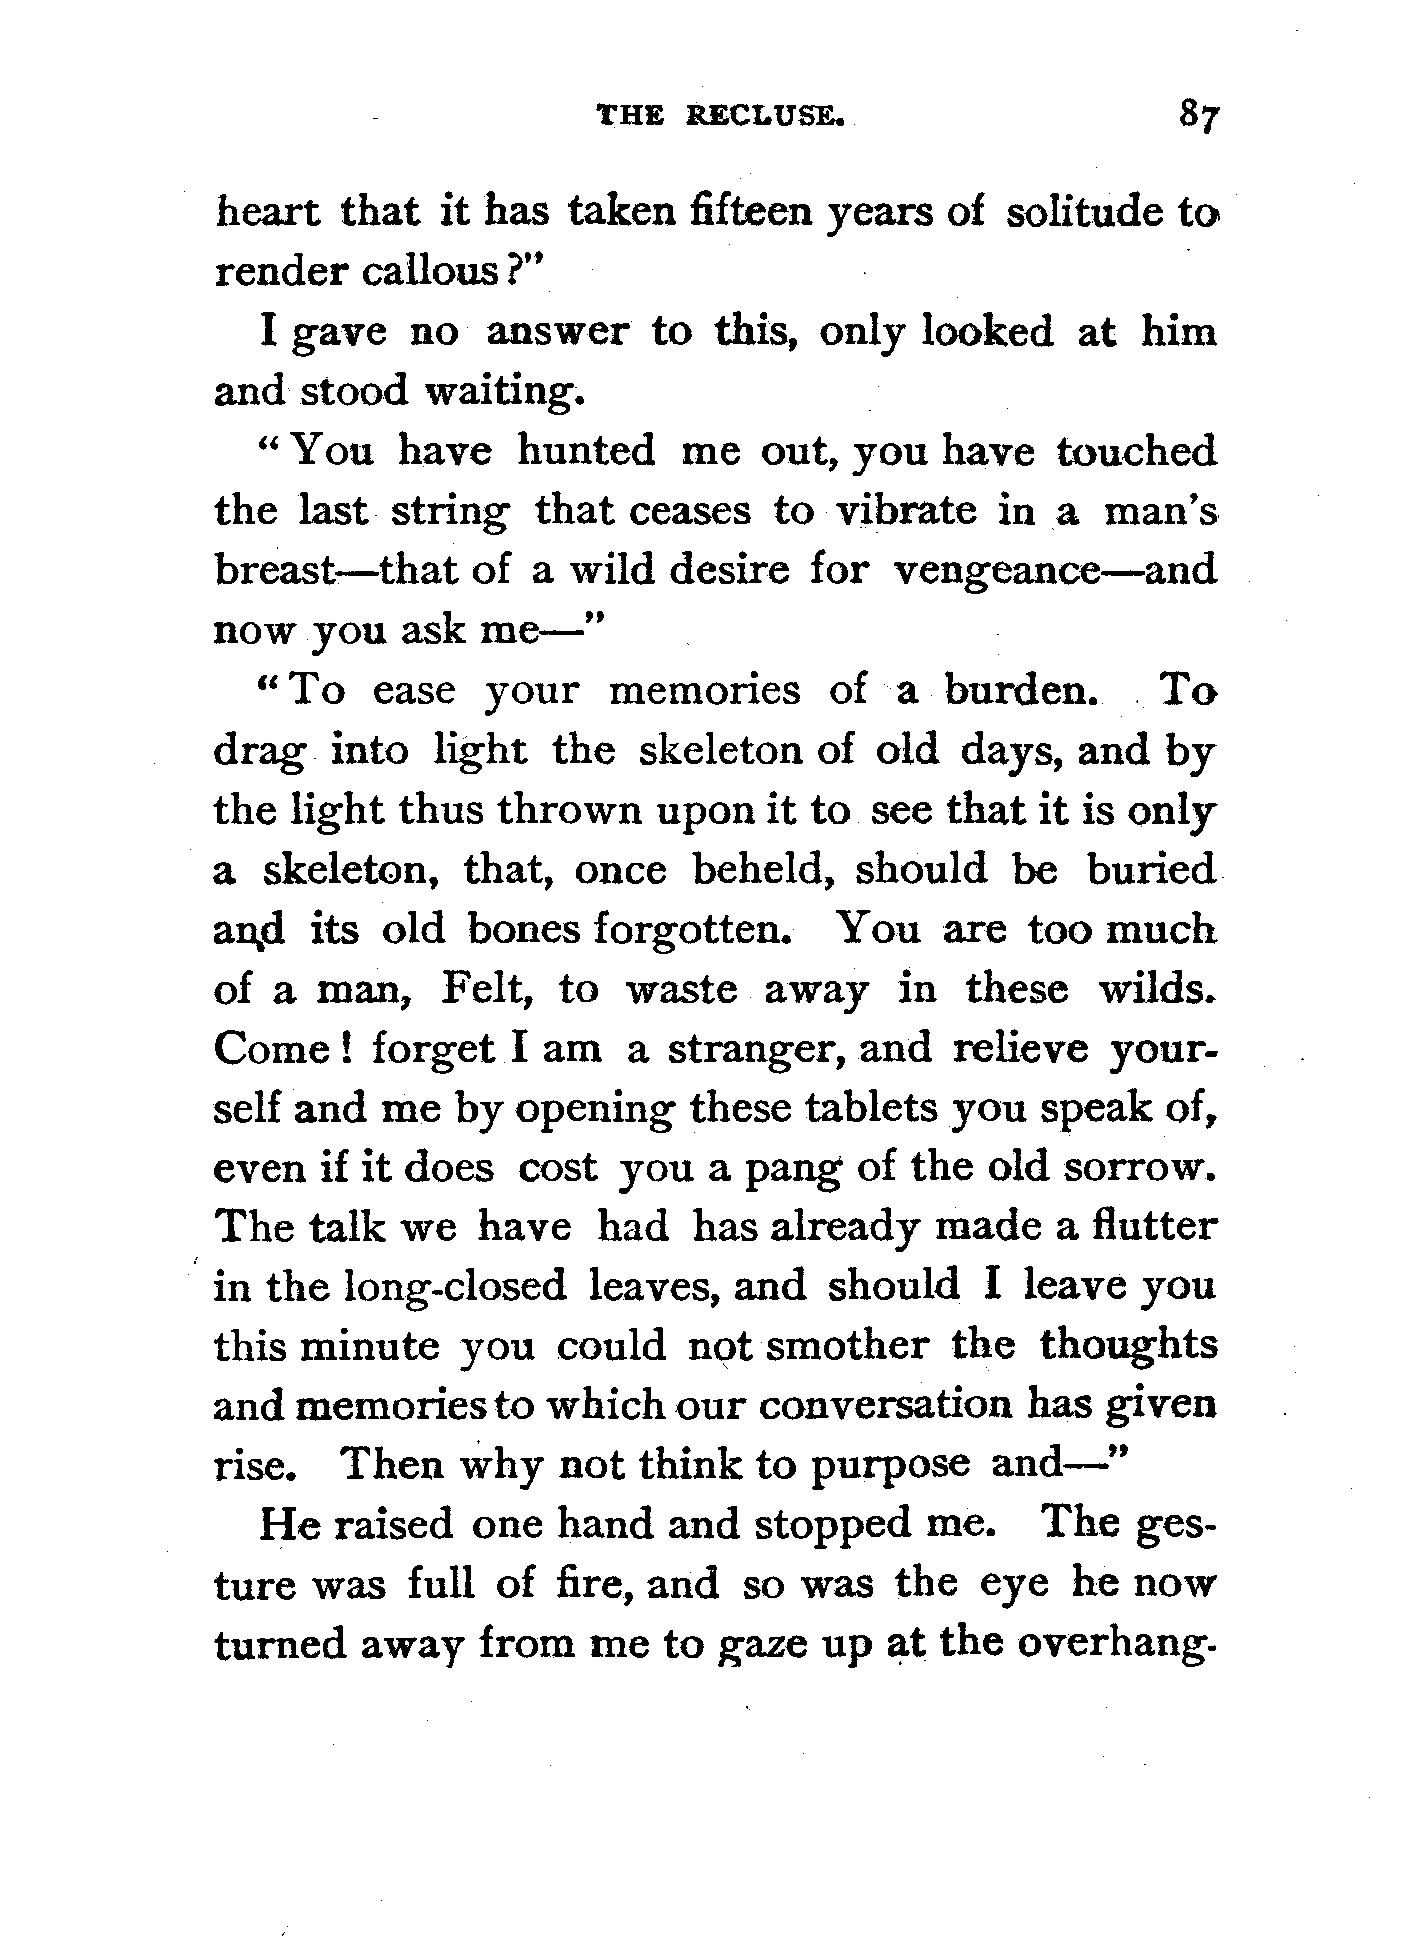 THE RECLUSE. 87
heart that it has taken fifteen years of solitude to
render callous?"
I gave no answer to this, only looked at him
and stood waiting.
"You have hunted me out, you have touched
the last string that ceases to vibrate in a man's
breast—that of a wild desire for vengeance—and
now you ask me—"
"To ease your memories of a burden. To
drag into light the skeleton of old days, and by
the light thus thrown upon it to see that it is only
a skeleton, that, once beheld, should be buried
and its old bones forgotten. You are too much
of a man, Felt, to waste away in these wilds.
Come! forget I am a stranger, and relieve your-
self and me by opening these tablets you speak of,
even if it does cost you a pang of the old sorrow.
The talk we have had has already made a flutter
in the long-closed leaves, and should I leave you
this minute you could not smother the thoughts
and memories to which our conversation has given
rise. Then why not think to purpose and—"
He raised one hand and stopped me. The ges-
ture was full of fire, and so was the eye he now
turned away from me to gaze up at the overhang-